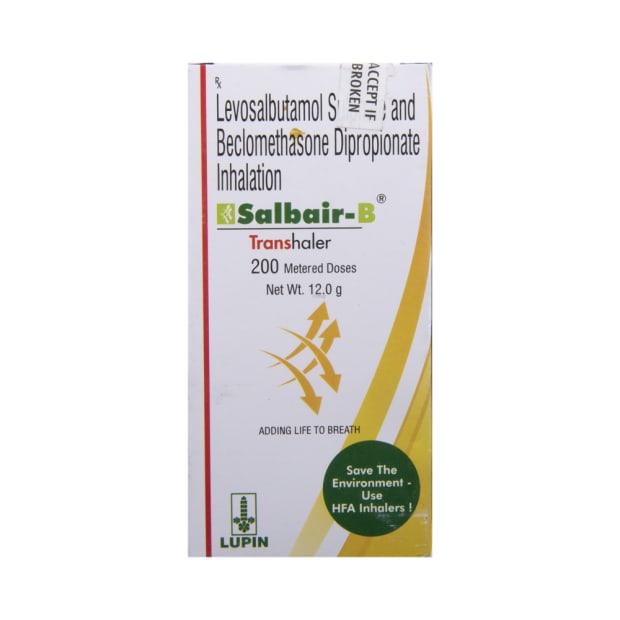 Rx
Levosalbutamol S and
Beclomethasone Dipropionate
Inhalation
Salbair-B®
Transhaler
200 Metered Doses
Net Wt. 12.0 g
ADDING LIFE TO BREATH
Save The
Environment -
Use
HFA Inhalers !
LUPIN
ACCEPT IF
BROKEN